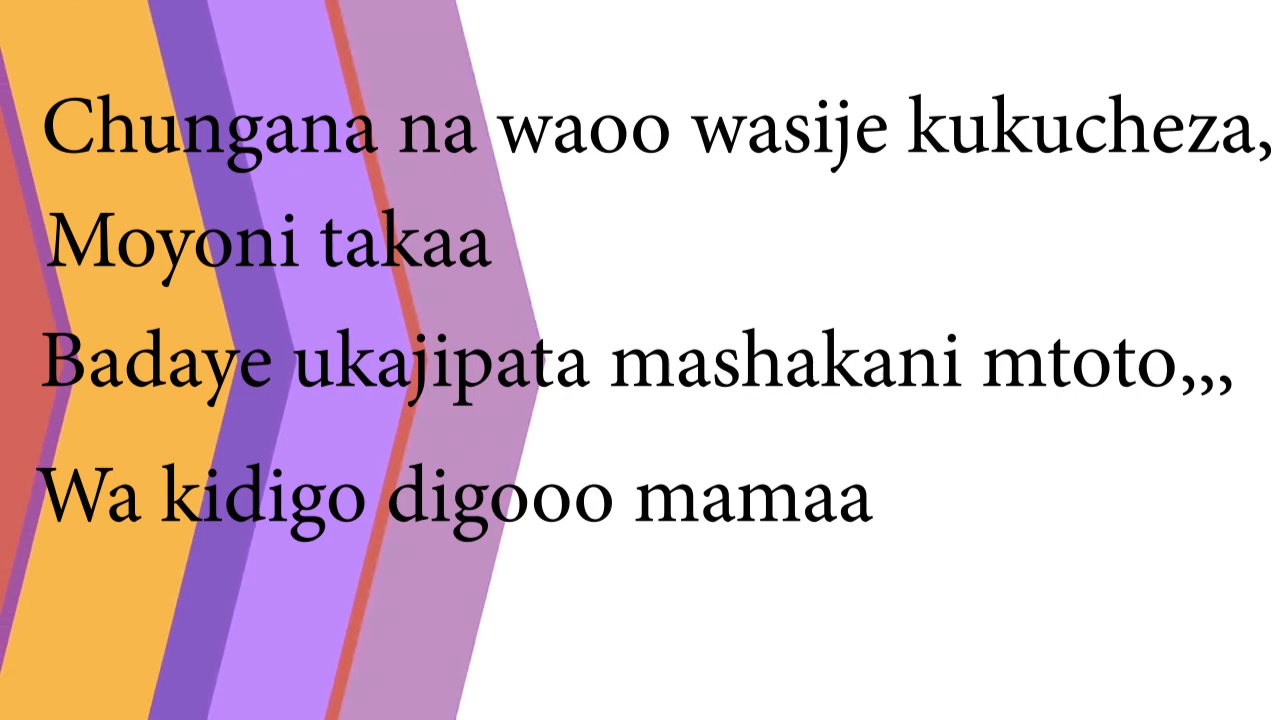 Chungana na waoo wasije kukucheza,
Moyoni takaa
Badaye ukajipata mashakani mtoto,,,
Wa kidigo digooo mamaa